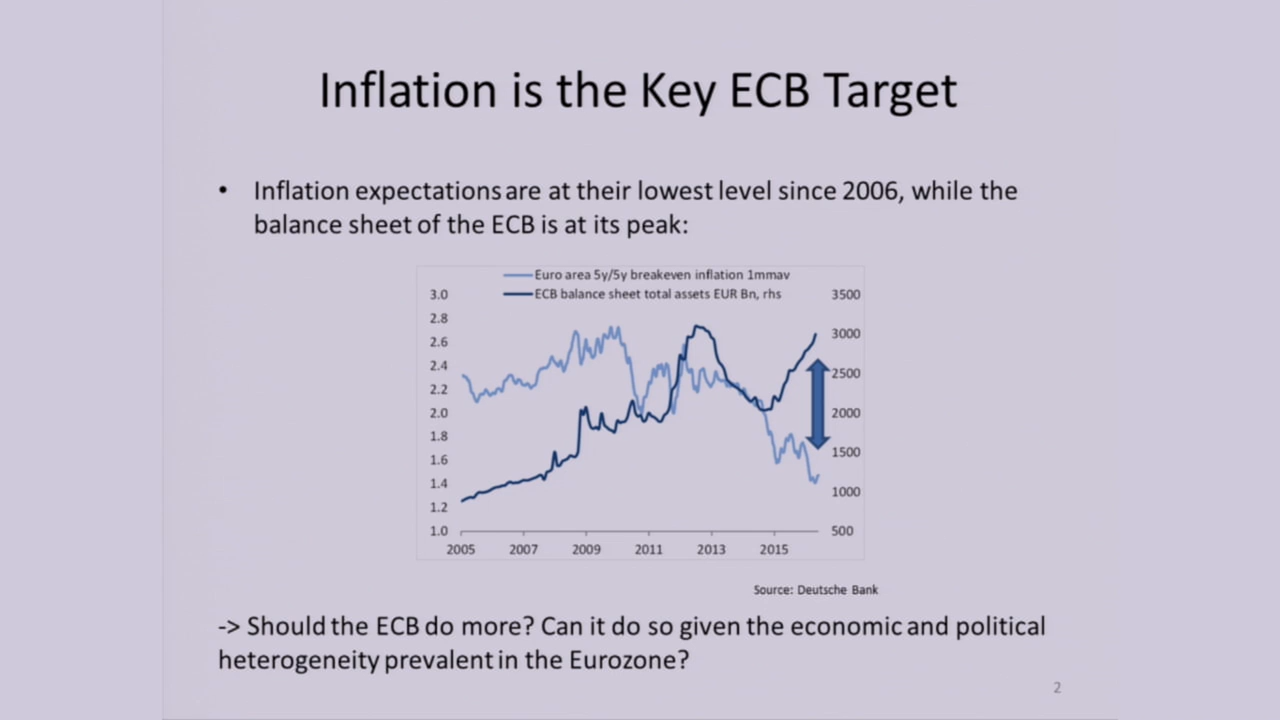 Inflation is the Key ECB Target
• Inflation expectations are at their lowest level since 2006, while the
balance sheet of the ECB is at its peak:
Euro area 5y/5y breakeven inflation 1mmav
ECB balance sheet total assets EUR Bn, rhs
3.0
2.8
2.6
2.4
2.2
2.0
1.8
1.6
1.4
1.2
1.0
3500
3000
2500
2000
1500
1000
500
2005 2007 2009 2011 2013 2015
Source: Deutsche Bank
-> Should the ECB do more? Can it do so given the economic and political
heterogeneity prevalent in the Eurozone?
2